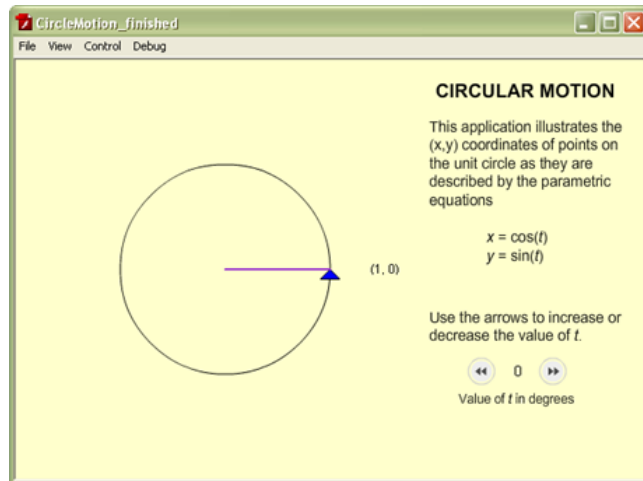 CircleMotion_finished
File View Control Debug
CIRCULAR MOTION
This application illustrates the
(x,y) coordinates of points on
the unit circle as they are
described by the parametric
equations
x = cos(t)
y = sin(t)
(1, 0)
Use the arrows to increase or
decrease the value of t.
0
Value of t in degrees